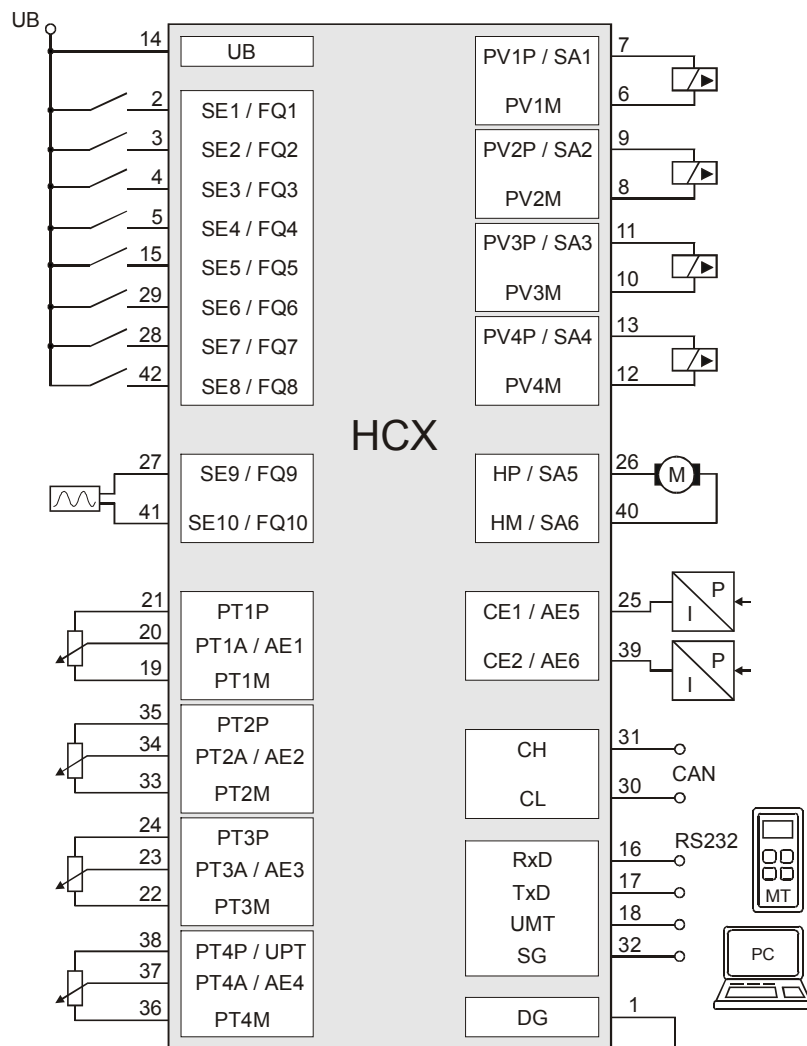 UB
14
UB
2
SE1 / FQ1
3
SE2 / FQ2
4
SE3 / FQ3
5
SE4 / FQ4
15
SE5 / FQ5
29
SE6 / FQ6
28
SE7 / FQ7
42
SE8 / FQ8
27
SE9 / FQ9
41
SE10 / FQ10
21
PT1P
20
PT1A / AE1
19
PT1M
35
PT2P
34
PT2A / AE2
33
PT2M
24
PT3P
23
PT3A / AE3
22
PT3M
38
PT4P / UPT
37
PT4A / AE4
36
PT4M
HCX
PV1P / SA1
7
PV1M
6
PV2P / SA2
9
PV2M
8
PV3P / SA3
11
PV3M
10
PV4P / SA4
13
PV4M
12
HP / SA5
26
M
HM / SA6
40
CE1 / AE5
25
P
I
CE2 / AE6
39
P
I
CH
31
CAN
CL
30
RxD
16
RS232
TxD
17
MT
UMT
18
SG
32
PC
DG
1